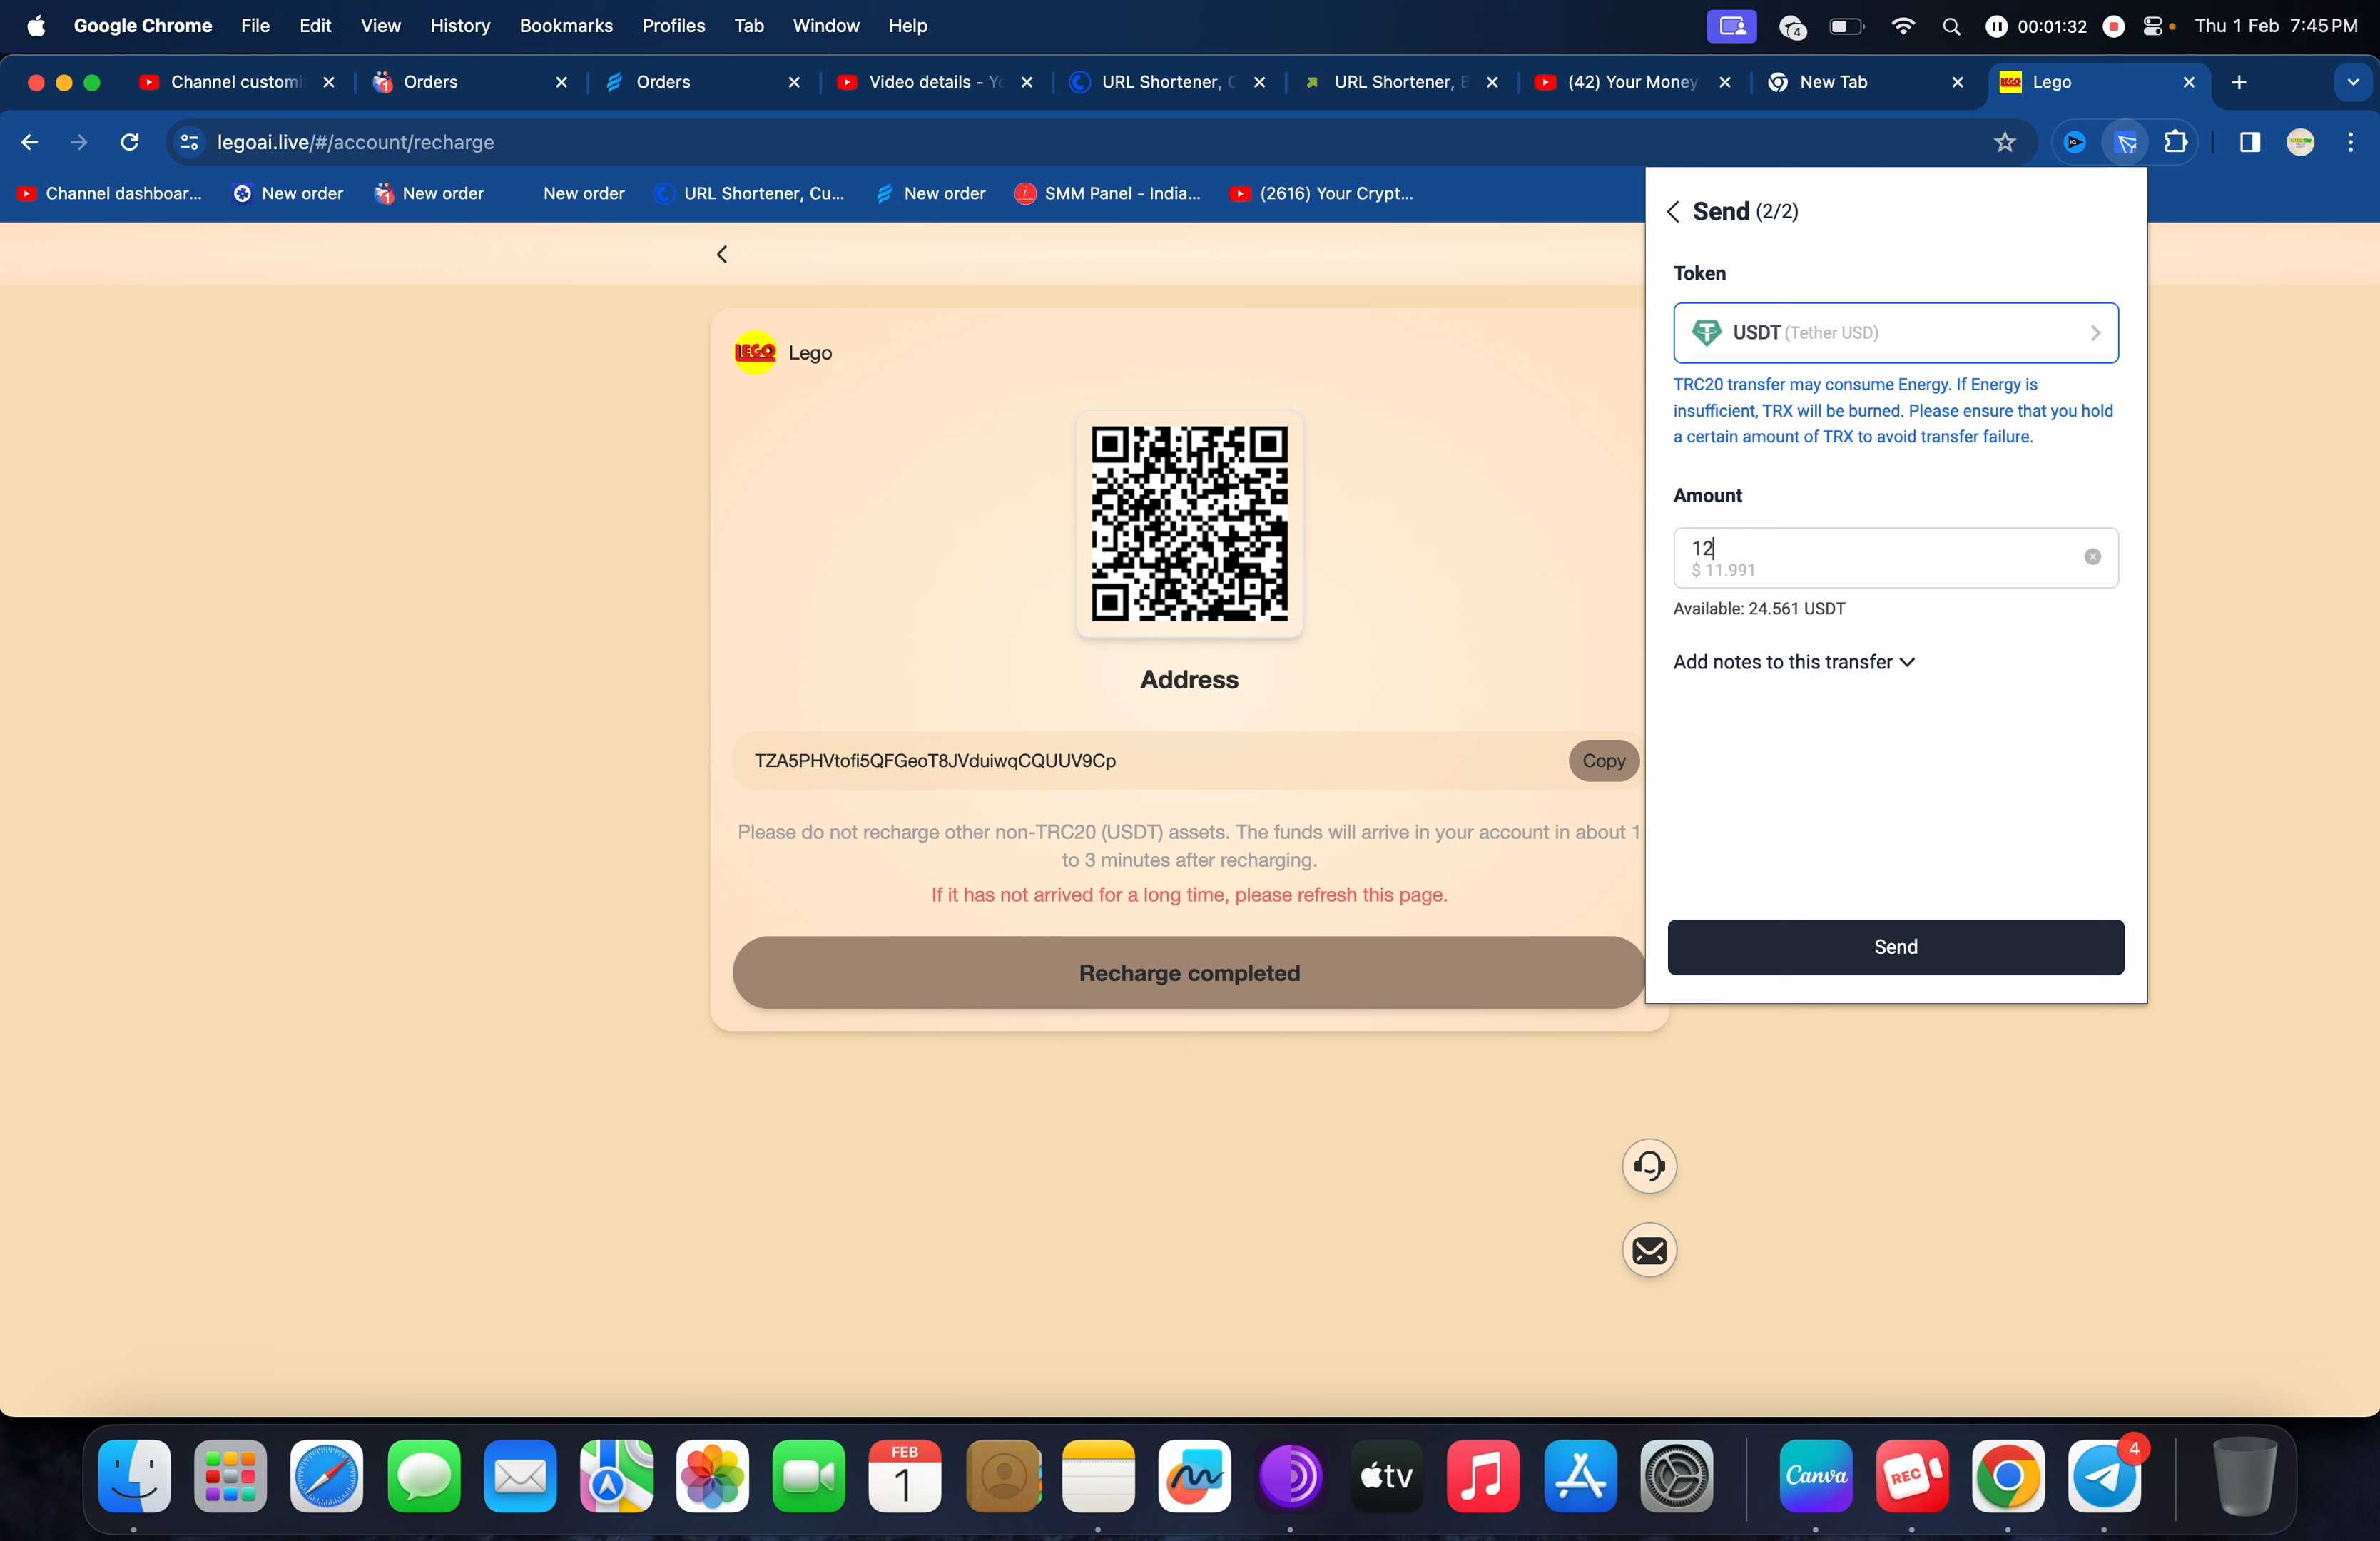 Google Chrome File Edit View History Bookmarks Profiles Tab Window Help 4 00:01:32 Thu 1 Feb 7:45 PM
Channel customi Orders Orders Video details - Yo URL Shortener, C URL Shortener, E (42) Your Money New Tab LEGO Lego
legoai.live/#/account/recharge
Channel dashboar... New order New order New order URL Shortener, Cu... New order SMM Panel - India... (2616) Your Crypt...
Send (2/2)
Token
USDT (Tether USD)
TRC20 transfer may consume Energy. If Energy is
insufficient, TRX will be burned. Please ensure that you hold
a certain amount of TRX to avoid transfer failure.
Amount
12
$ 11.991
Available: 24.561 USDT
Add notes to this transfer
Send
LEGO Lego
Address
TZA5PHVtofi5QFGeoT8JVduiwqCQUUV9Cp
Copy
Please do not recharge other non-TRC20 (USDT) assets. The funds will arrive in your account in about 1
to 3 minutes after recharging.
If it has not arrived for a long time, please refresh this page.
Recharge completed
FEB
1
tv
Canva
REC
4